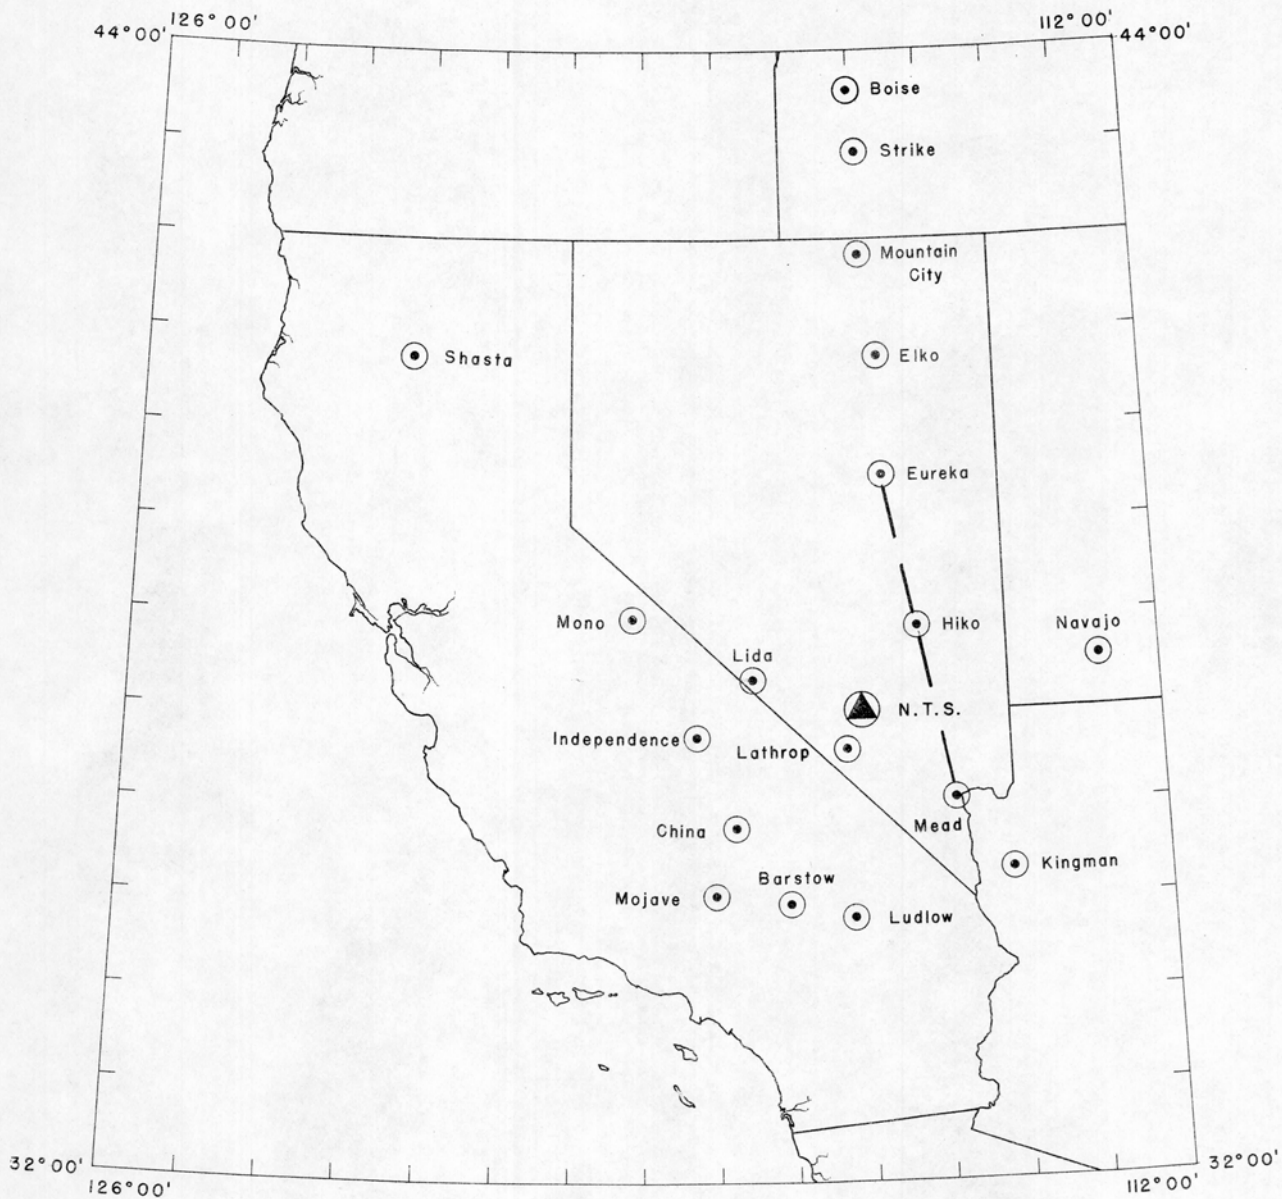 126°00'
112°00'
44°00'
44°00'
Boise
Strike
Mountain
City
Shasta
Elko
Eureka
Mono
Hiko
Navajo
Lida
N.T.S.
Independence
Lathrop
Mead
China
Kingman
Barstow
Mojave
Ludlow
32°00'
32°00'
126°00'
112°00'